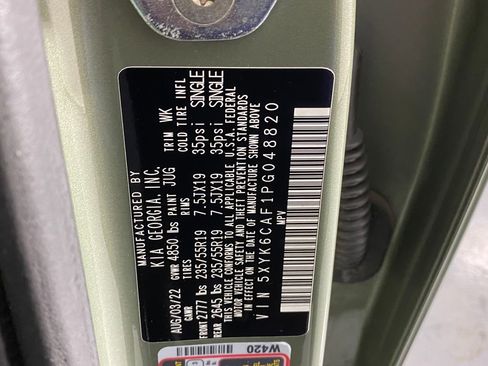 MANUFACTURED BY
KIA GEORGIA, INC.
AUG/03/22 GVWR 4850 lbs PAINT JUG TRIM WK
GAWR TIRES COLD TIRE INFL
FRONT 2777 lbs 235/55R19 7.5JX19 35psi SINGLE
REAR 2645 lbs 235/55R19 7.5JX19 35psi SINGLE
THIS VEHICLE CONFORMS TO ALL APPLICABLE U.S.A. FEDERAL
MOTOR VEHICLE SAFETY AND THEFT PREVENTION STANDARDS
IN EFFECT ON THE DATE OF MANUFACTURE SHOWN ABOVE
VIN 5XYK6CAF1PG048820
MPV
W420